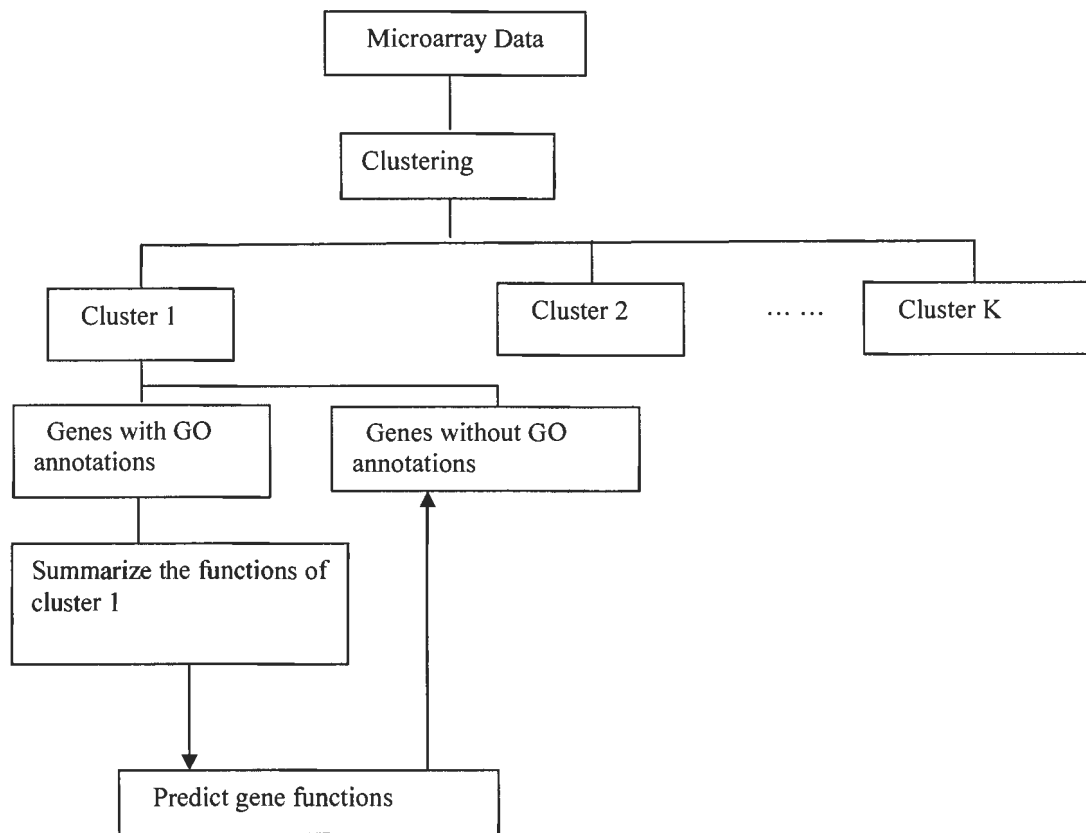 Microarray Data
Clustering
Cluster 1
Cluster 2
... ...
Cluster K
Genes with GO
annotations
Genes without GO
annotations
Summarize the functions of
cluster 1
Predict gene functions